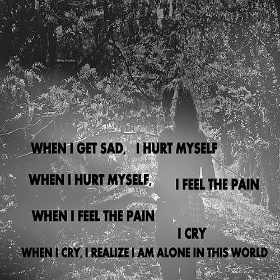 WHEN I GET SAD, I HURT MYSELF
WHEN I HURT MYSELF, I FEEL THE PAIN
WHEN I FEEL THE PAIN
I CRY
WHEN I CRY, I REALIZE I AM ALONE IN THIS WORLD